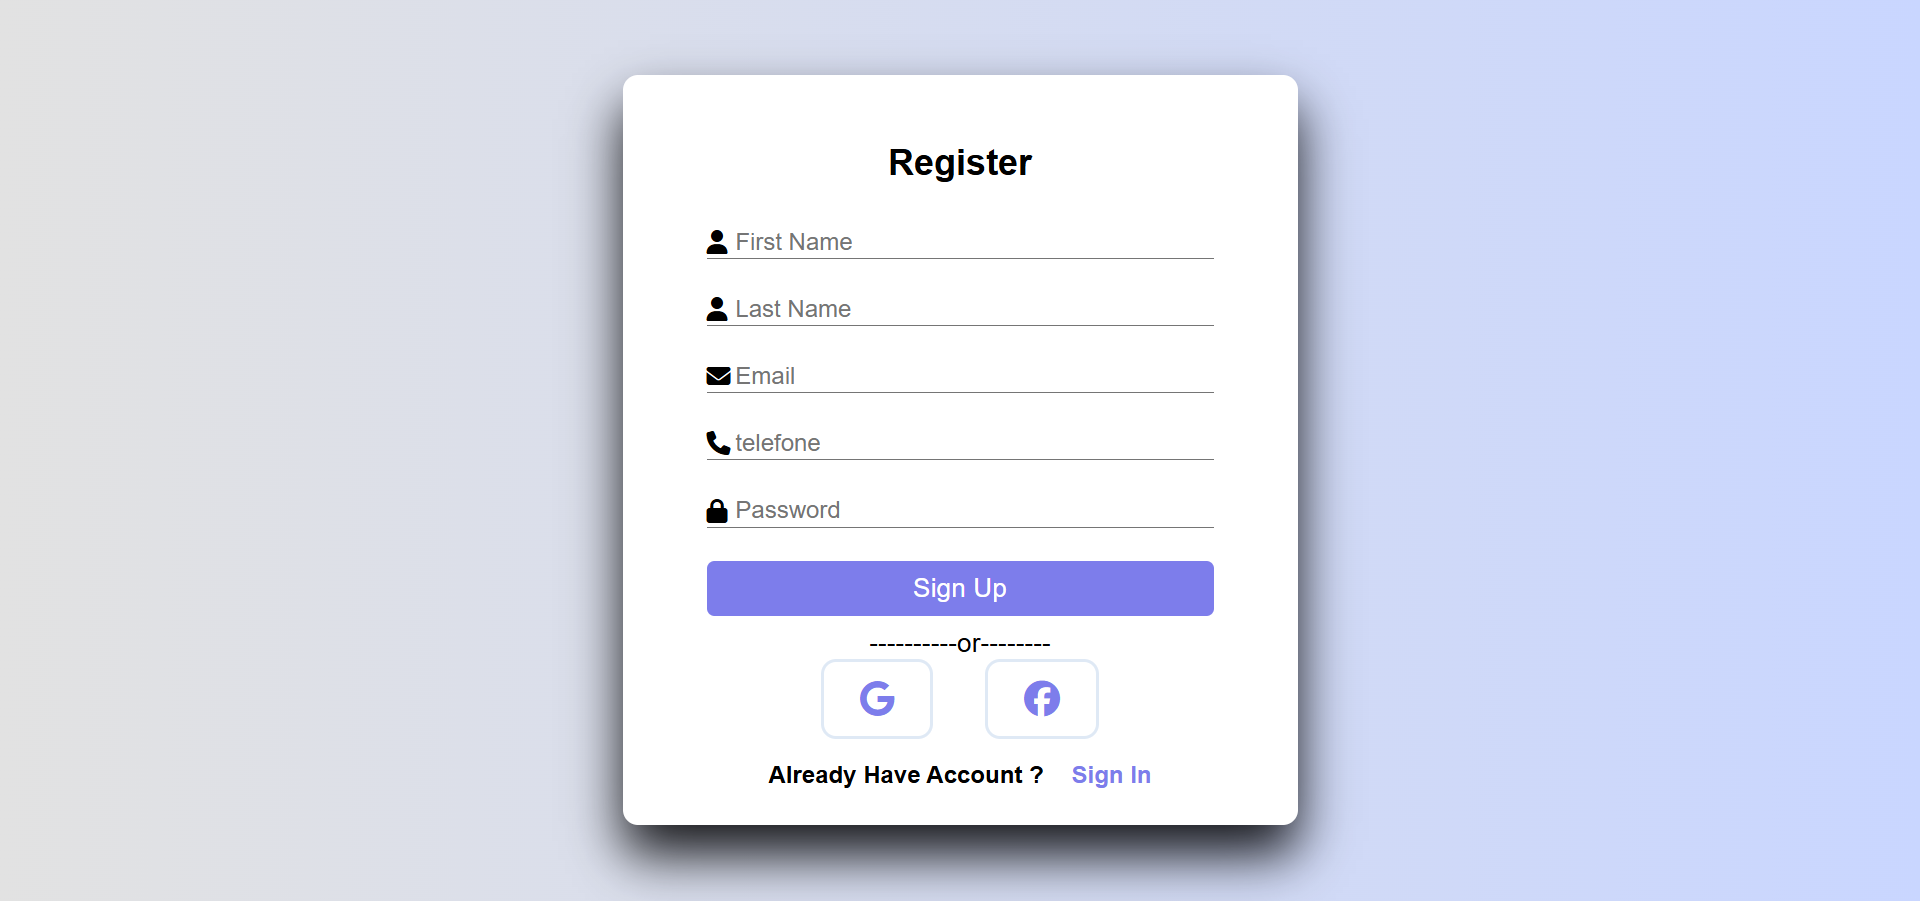 Register
First Name
Last Name
Email
telefone
Password
Sign Up
----------or--------
Already Have Account ? Sign In